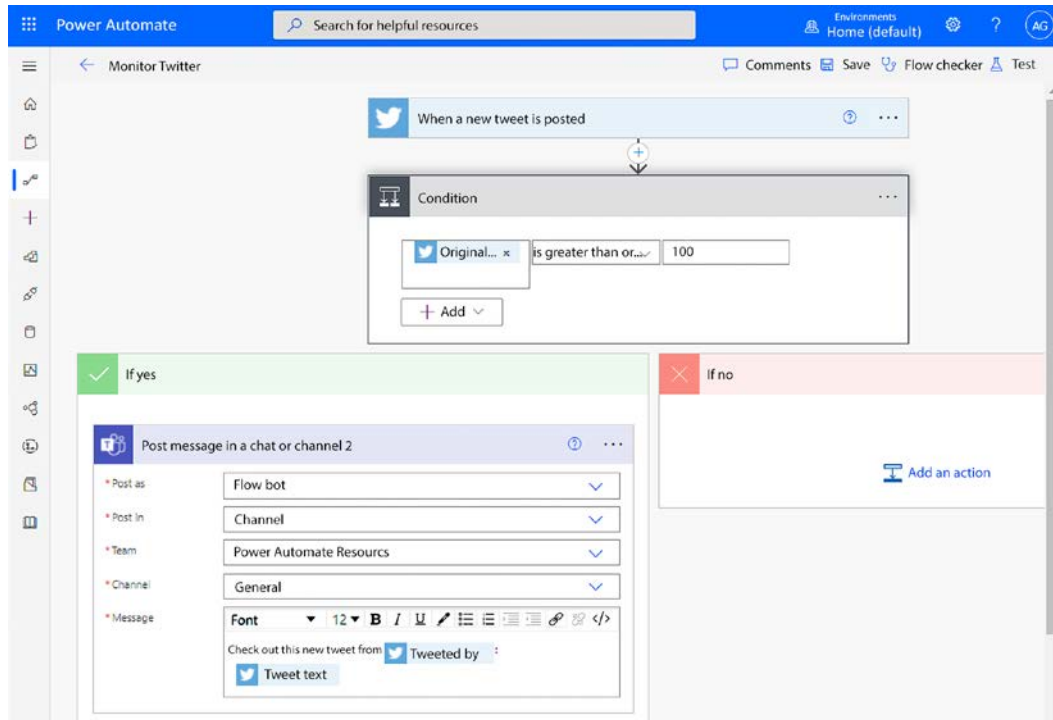 Power Automate
Search for helpful resources
Environments
Home (default)
?
AG
Monitor Twitter
Comments Save Flow checker Test
When a new tweet is posted
Condition
Original... x is greater than or... 100
+ Add
If yes
If no
Post message in a chat or channel 2
Add an action
* Post as Flow bot
* Post In Channel
* Team Power Automate Resourcs
* Channel General
* Message Font 12 B I U </>
Check out this new tweet from Tweeted by :
Tweet text